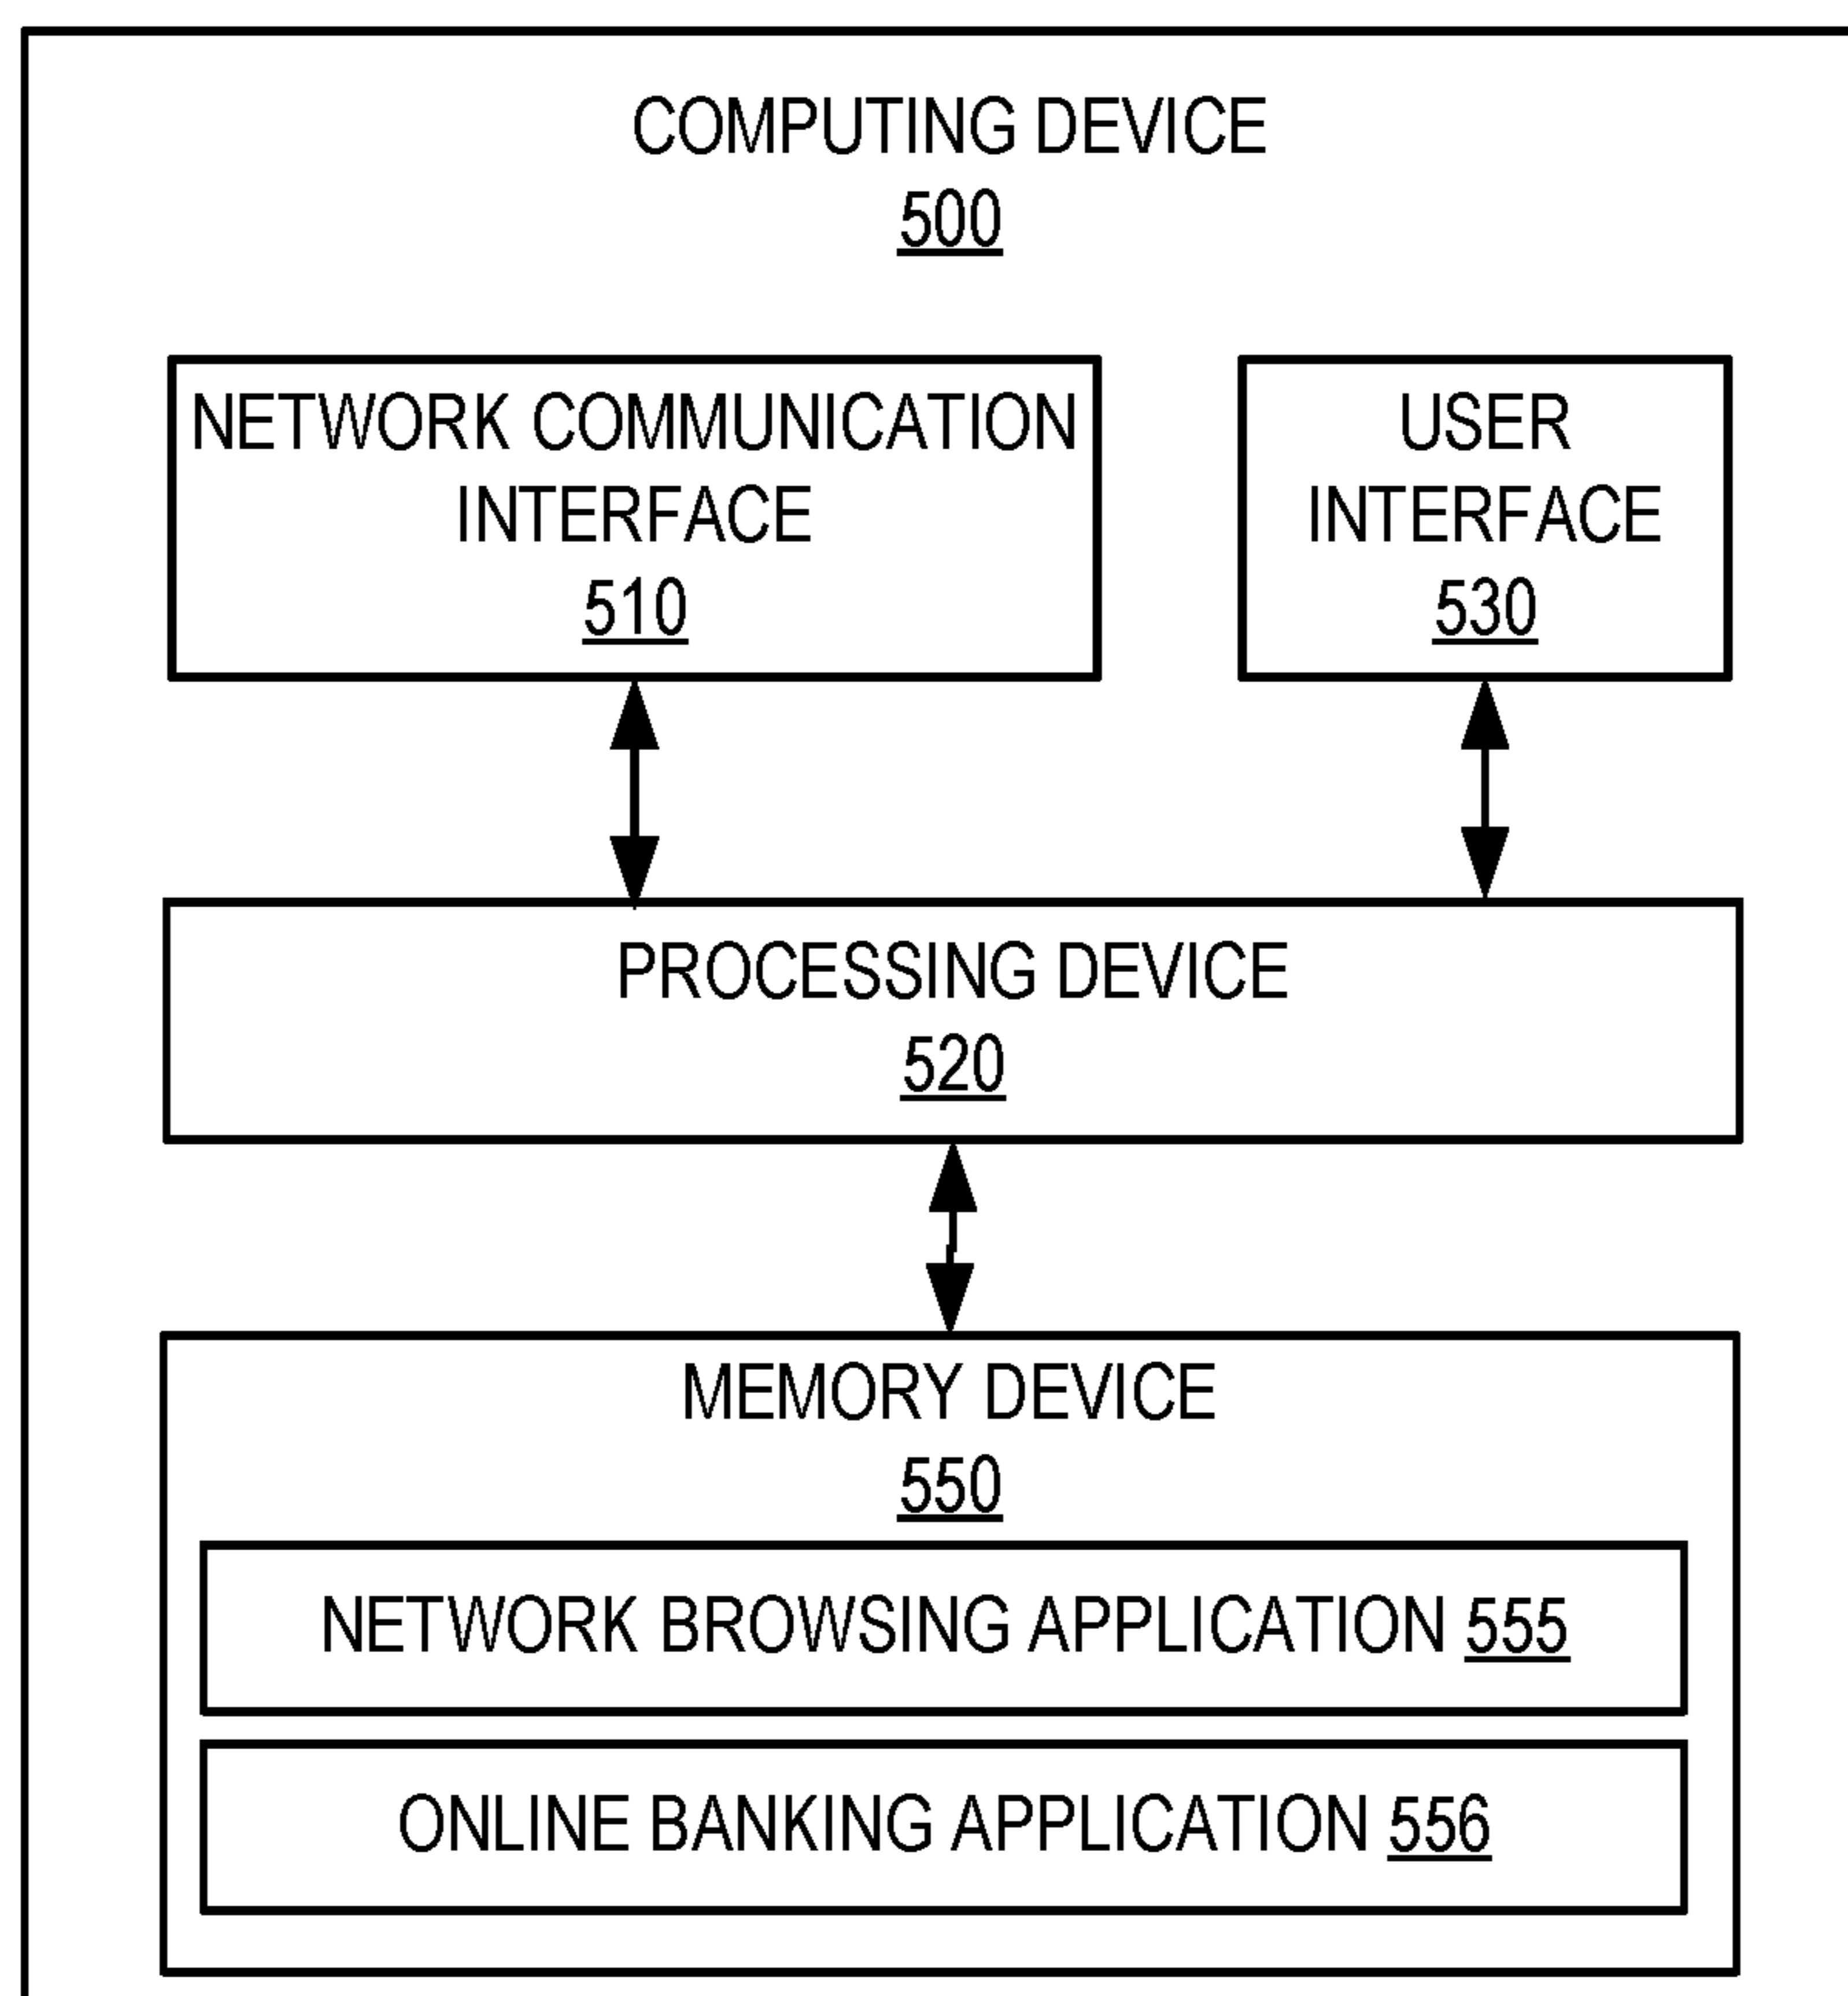 COMPUTING DEVICE
500
NETWORK COMMUNICATION
INTERFACE
510
USER
INTERFACE
530
PROCESSING DEVICE
520
MEMORY DEVICE
550
NETWORK BROWSING APPLICATION 555
ONLINE BANKING APPLICATION 556